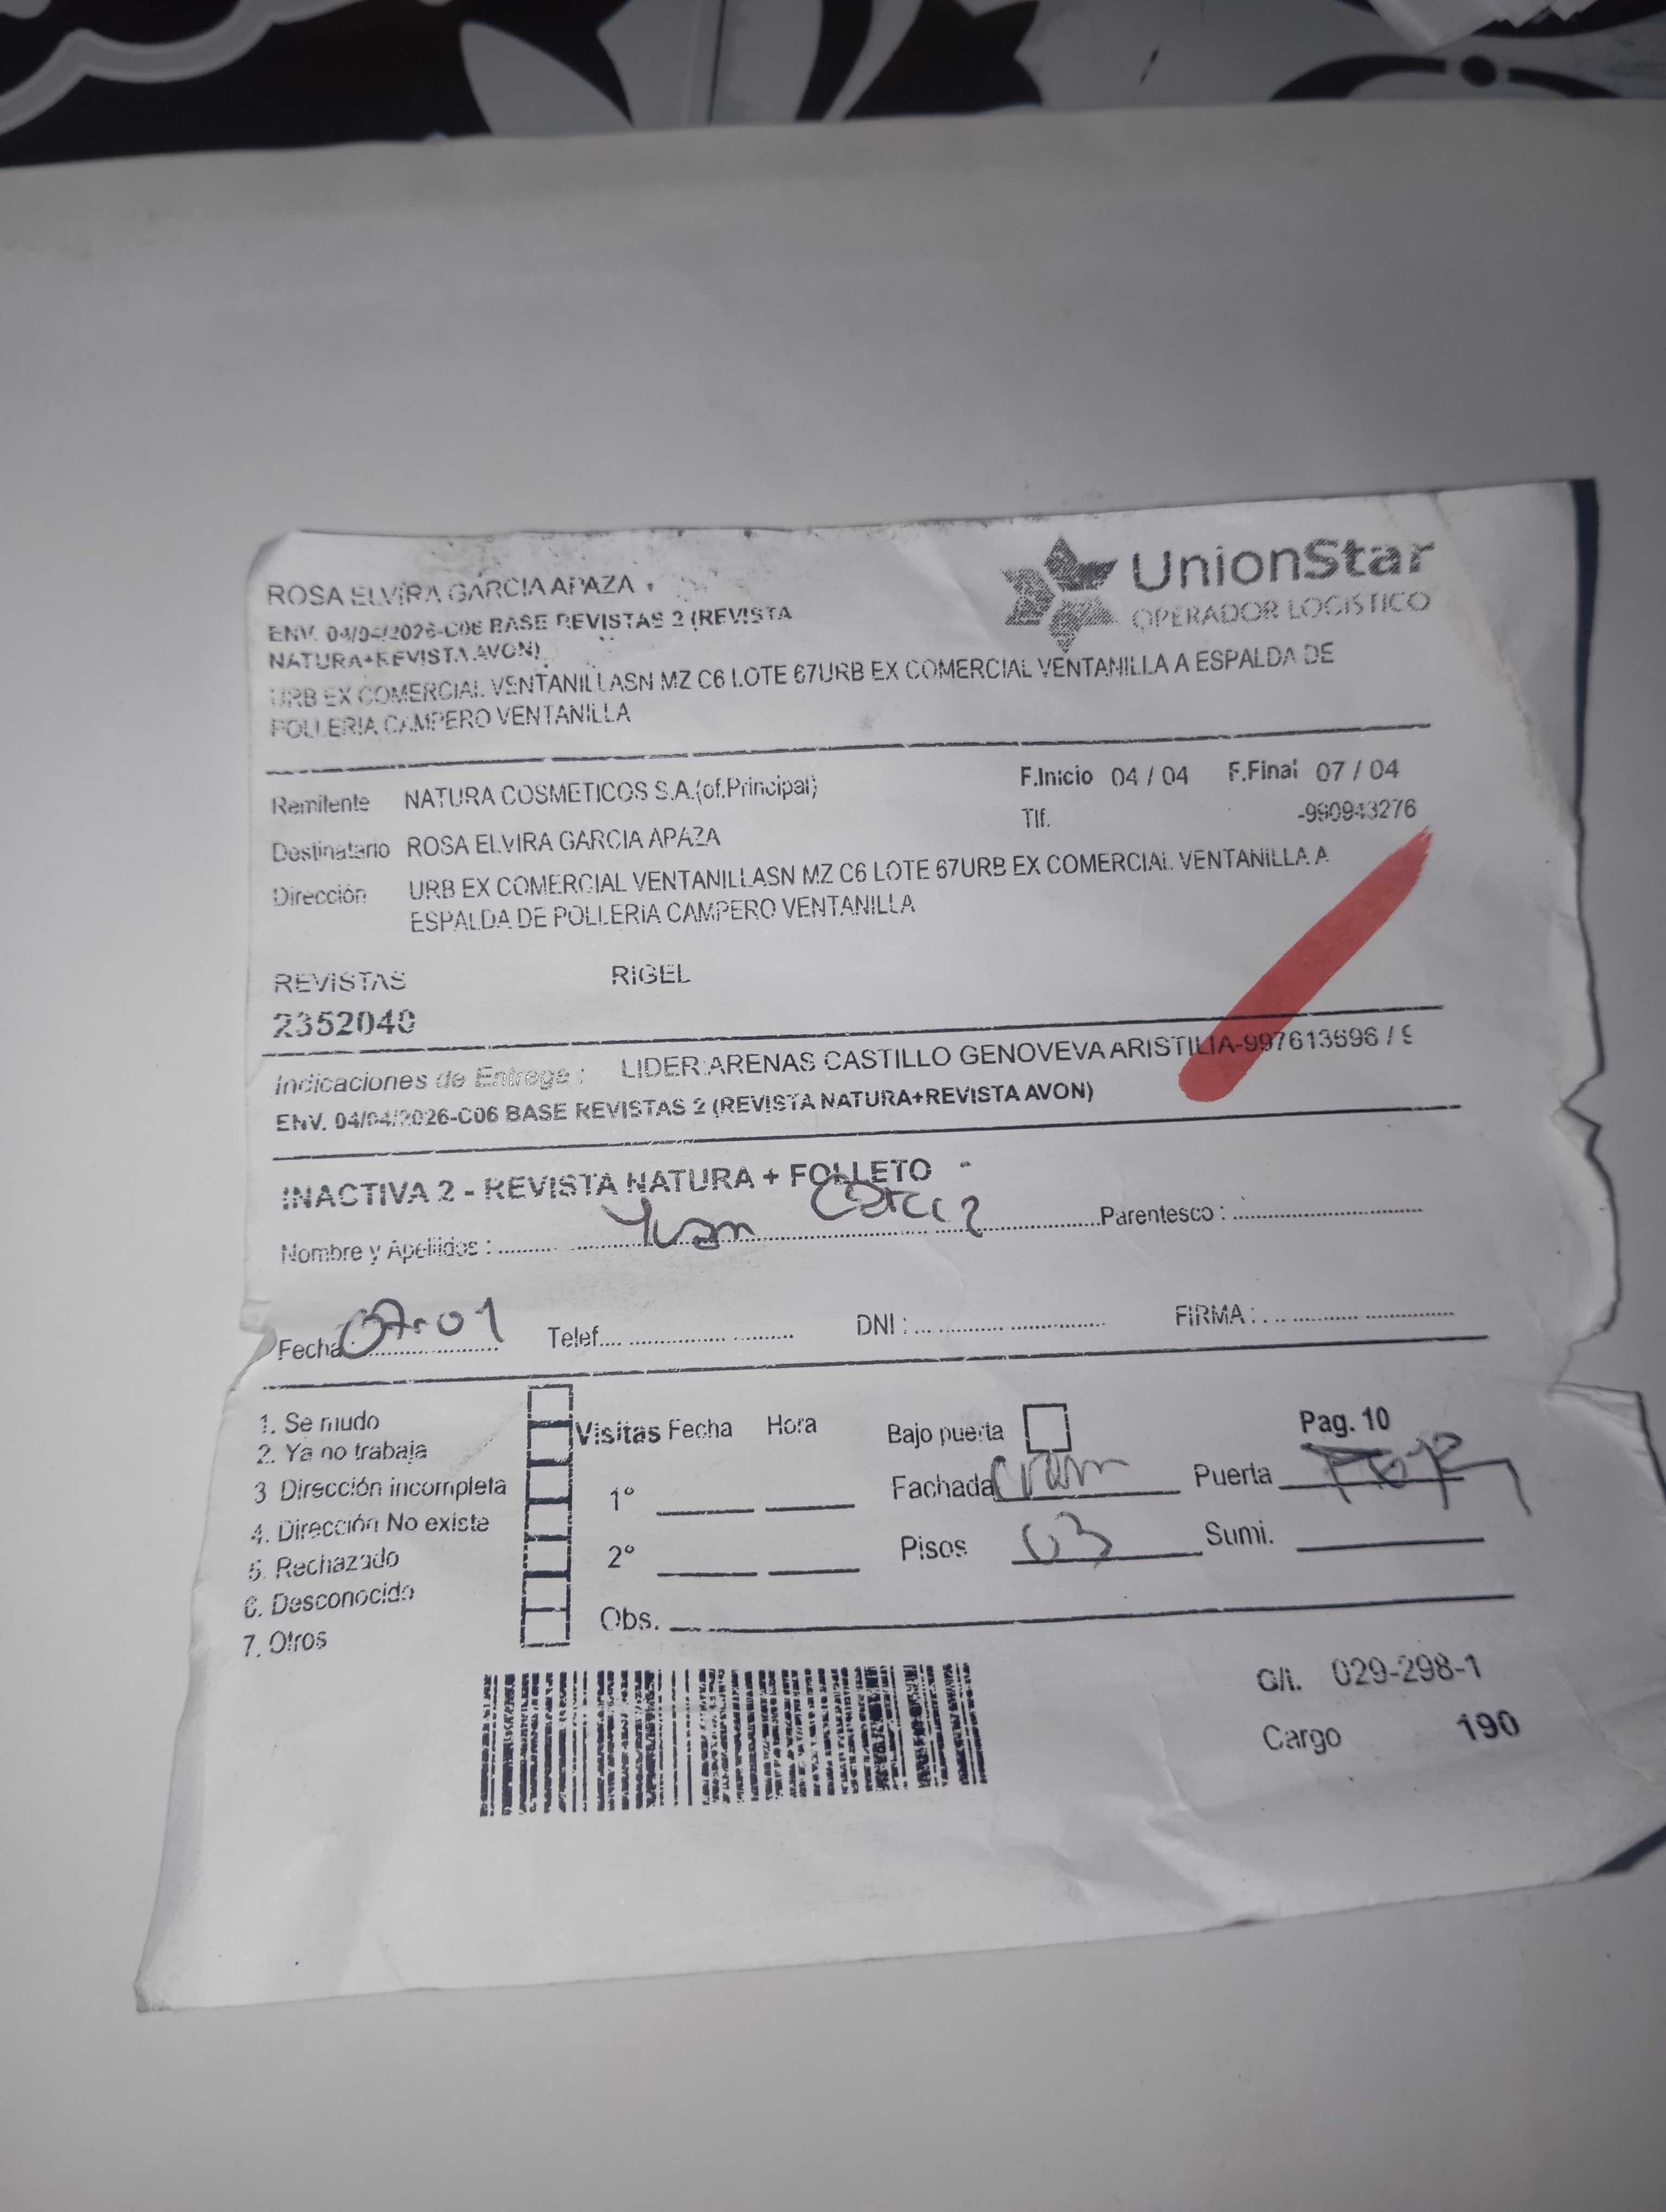 ROSA ELVIRA GARCIA APAZA
UnionStar
OPERADOR LOGISTICO
ENV. 04/04/2026-C06 BASE REVISTAS 2 (REVISTA
NATURA+REVISTA AVON)
URB EX COMERCIAL VENTANILLASN MZ C6 LOTE 67URB EX COMERCIAL VENTANILLA A ESPALDA DE
POLLERIA CAMPERO VENTANILLA
Remitente NATURA COSMETICOS S.A.(of.Principal) F.Inicio 04 / 04 F.Final 07 / 04
Tlf. -990943276
Destinatario ROSA ELVIRA GARCIA APAZA
Dirección URB EX COMERCIAL VENTANILLASN MZ C6 LOTE 67URB EX COMERCIAL VENTANILLA A
ESPALDA DE POLLERIA CAMPERO VENTANILLA
REVISTAS RIGEL
2352040
Indicaciones de Entrega : LIDER:ARENAS CASTILLO GENOVEVA ARISTILIA-997613696 / 9
ENV. 04/04/2026-C06 BASE REVISTAS 2 (REVISTA NATURA+REVISTA AVON)
INACTIVA 2 - REVISTA NATURA + FOLLETO -
Nombre y Apellidos : Parentesco :
Fecha Telef. DNI : FIRMA :
1. Se mudo
2. Ya no trabaja
3 Dirección incompleta
4. Dirección No existe
5. Rechazado
6. Desconocido
7. Otros
Visitas Fecha Hora
1°
2°
Obs.
Bajo puerta Pag. 10
Fachada Puerta
Pisos 03 Sumi.
G/I. 029-298-1
Cargo 190